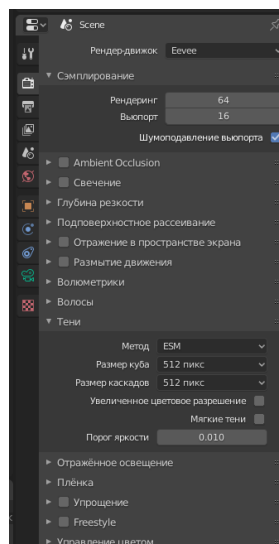 Scene
Рендер-движок Eevee
Сэмплирование
Рендеринг 64
Вьюпорт 16
Шумоподавление вьюпорта
Ambient Occlusion
Свечение
Глубина резкости
Подповерхностное рассеивание
Отражение в пространстве экрана
Размытие движения
Волюметрики
Волосы
Тени
Метод ESM
Размер куба 512 пикс
Размер каскадов 512 пикс
Увеличенное цветовое разрешение
Мягкие тени
Порог яркости 0.010
Отражённое освещение
Плёнка
Упрощение
Freestyle
Управление цветом